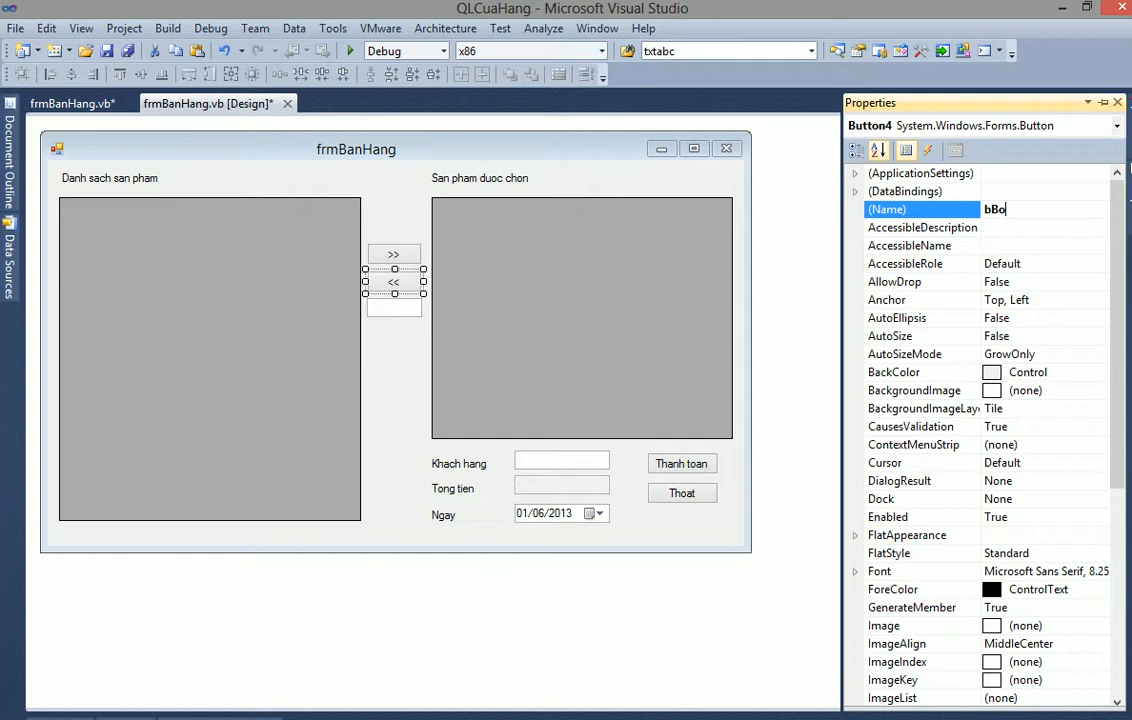 QLCuaHang - Microsoft Visual Studio
File Edit View Project Build Debug Team Data Tools VMware Architecture Test Analyze Window Help
Debug x86 txtabc
frmBanHang.vb* frmBanHang.vb [Design]*
Document Outline
Data Sources
frmBanHang
Danh sach san pham
San pham duoc chon
>>
<<
Khach hang
Thanh toan
Tong tien
Thoat
Ngay
01/06/2013
Properties
Button4 System.Windows.Forms.Button
(ApplicationSettings)
(DataBindings)
(Name) bBo
AccessibleDescription
AccessibleName
AccessibleRole Default
AllowDrop False
Anchor Top, Left
AutoEllipsis False
AutoSize False
AutoSizeMode GrowOnly
BackColor Control
BackgroundImage (none)
BackgroundImageLay Tile
CausesValidation True
ContextMenuStrip (none)
Cursor Default
DialogResult None
Dock None
Enabled True
FlatAppearance
FlatStyle Standard
Font Microsoft Sans Serif, 8.25
ForeColor ControlText
GenerateMember True
Image (none)
ImageAlign MiddleCenter
ImageIndex (none)
ImageKey (none)
ImageList (none)